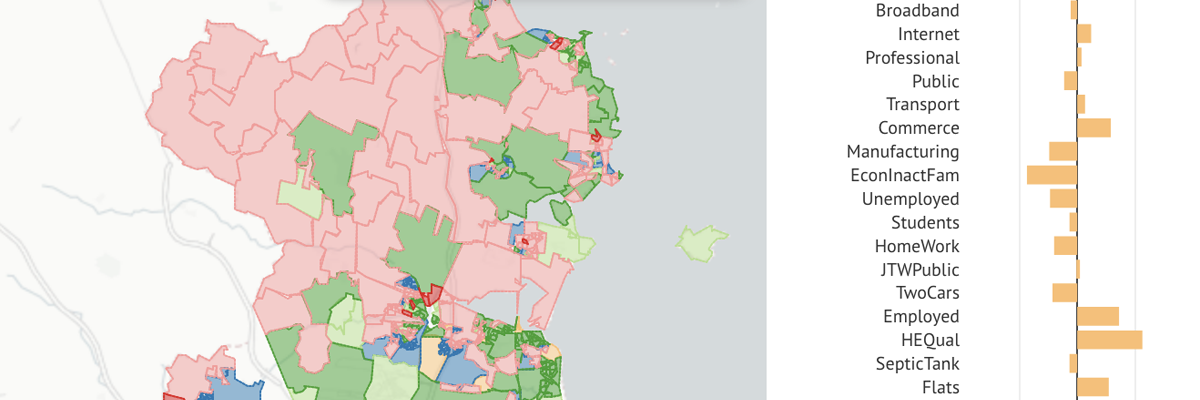 Broadband
Internet
Professional
Public
Transport
Commerce
Manufacturing
EconInactFam
Unemployed
Students
HomeWork
JTWPublic
TwoCars
Employed
HEQual
SepticTank
Flats